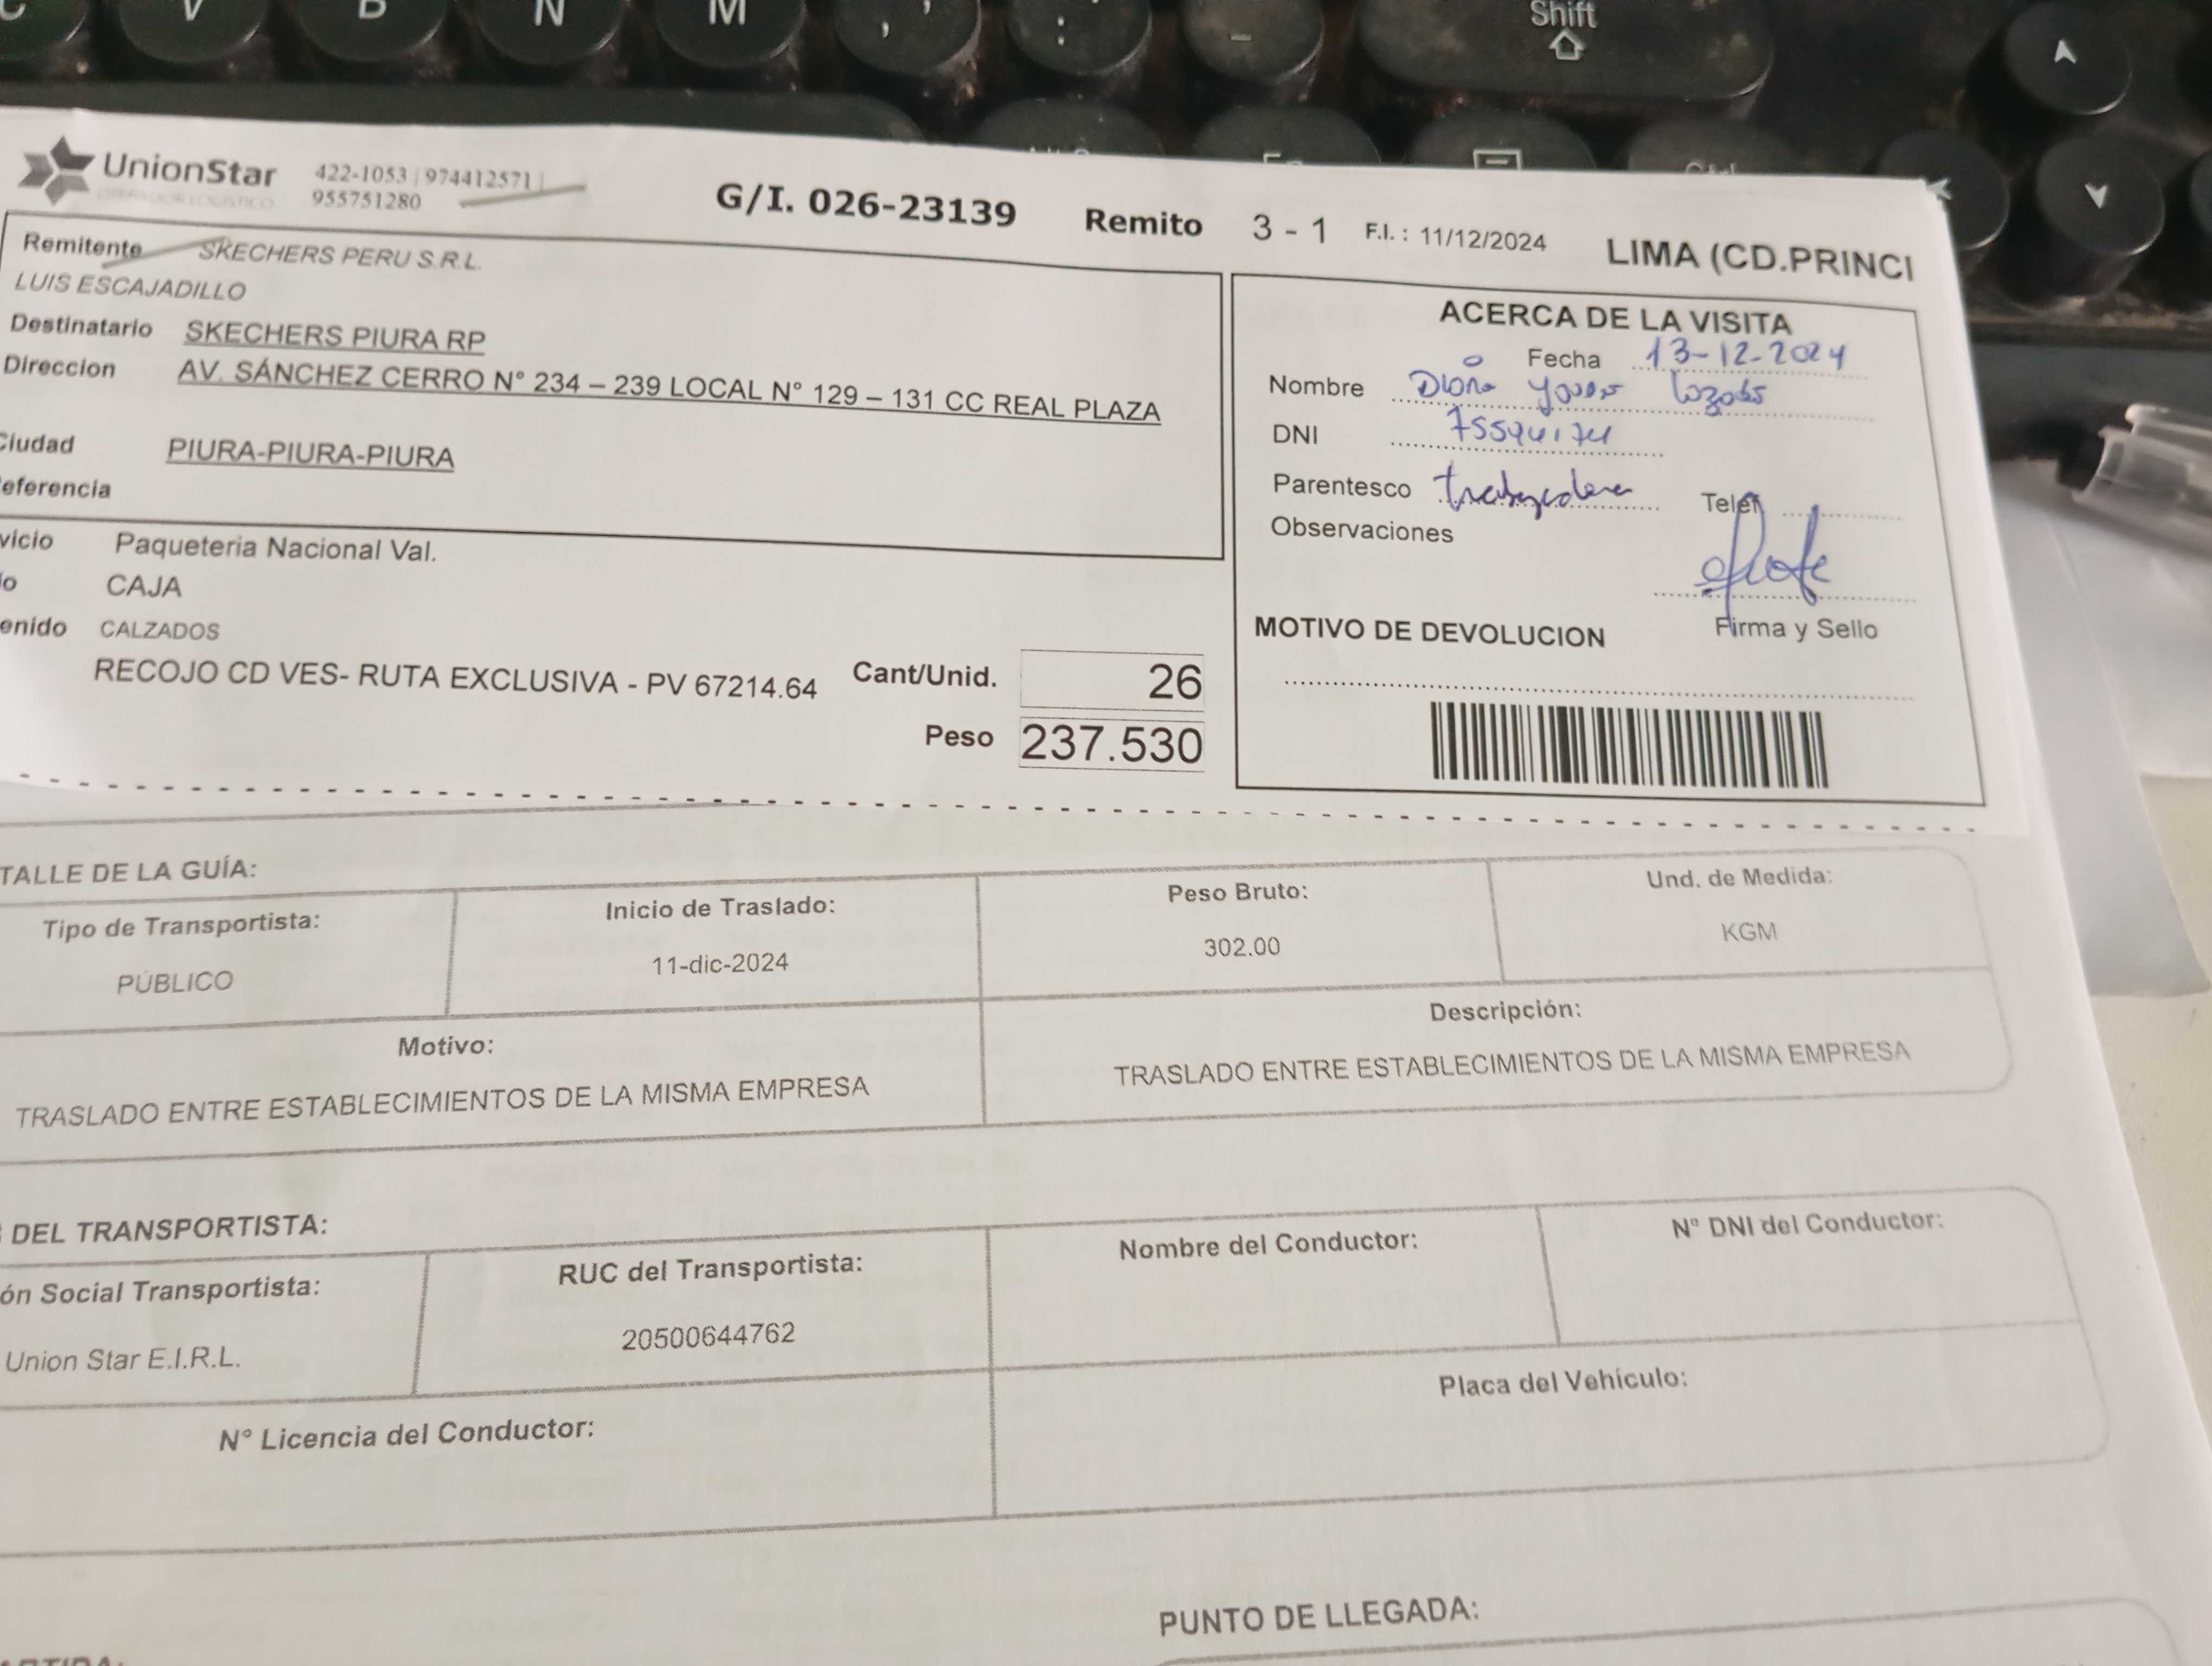 V B N M , ; : - _ Shift
UnionStar
422-1053 | 974412571 |
955751280
G/I. 026-23139 Remito 3 - 1 F.I. : 11/12/2024 LIMA (CD.PRINCI
Remitente SKECHERS PERU S.R.L.
LUIS ESCAJADILLO
Destinatario SKECHERS PIURA RP
Direccion AV. SÁNCHEZ CERRO N° 234 – 239 LOCAL N° 129 – 131 CC REAL PLAZA
Ciudad PIURA-PIURA-PIURA
eferencia
vicio Paqueteria Nacional Val.
o CAJA
enido CALZADOS
RECOJO CD VES- RUTA EXCLUSIVA - PV 67214.64
Cant/Unid. 26
Peso 237.530
ACERCA DE LA VISITA
Fecha 13-12-2024
Nombre
DNI
Parentesco trabajadora Telef
Observaciones
Firma y Sello
MOTIVO DE DEVOLUCION
TALLE DE LA GUÍA:
Tipo de Transportista: Inicio de Traslado: Peso Bruto: Und. de Medida:
PÚBLICO 11-dic-2024 302.00 KGM
Motivo: Descripción:
TRASLADO ENTRE ESTABLECIMIENTOS DE LA MISMA EMPRESA TRASLADO ENTRE ESTABLECIMIENTOS DE LA MISMA EMPRESA
DEL TRANSPORTISTA:
ón Social Transportista: RUC del Transportista: Nombre del Conductor: N° DNI del Conductor:
Union Star E.I.R.L. 20500644762
N° Licencia del Conductor: Placa del Vehículo:
PUNTO DE LLEGADA: